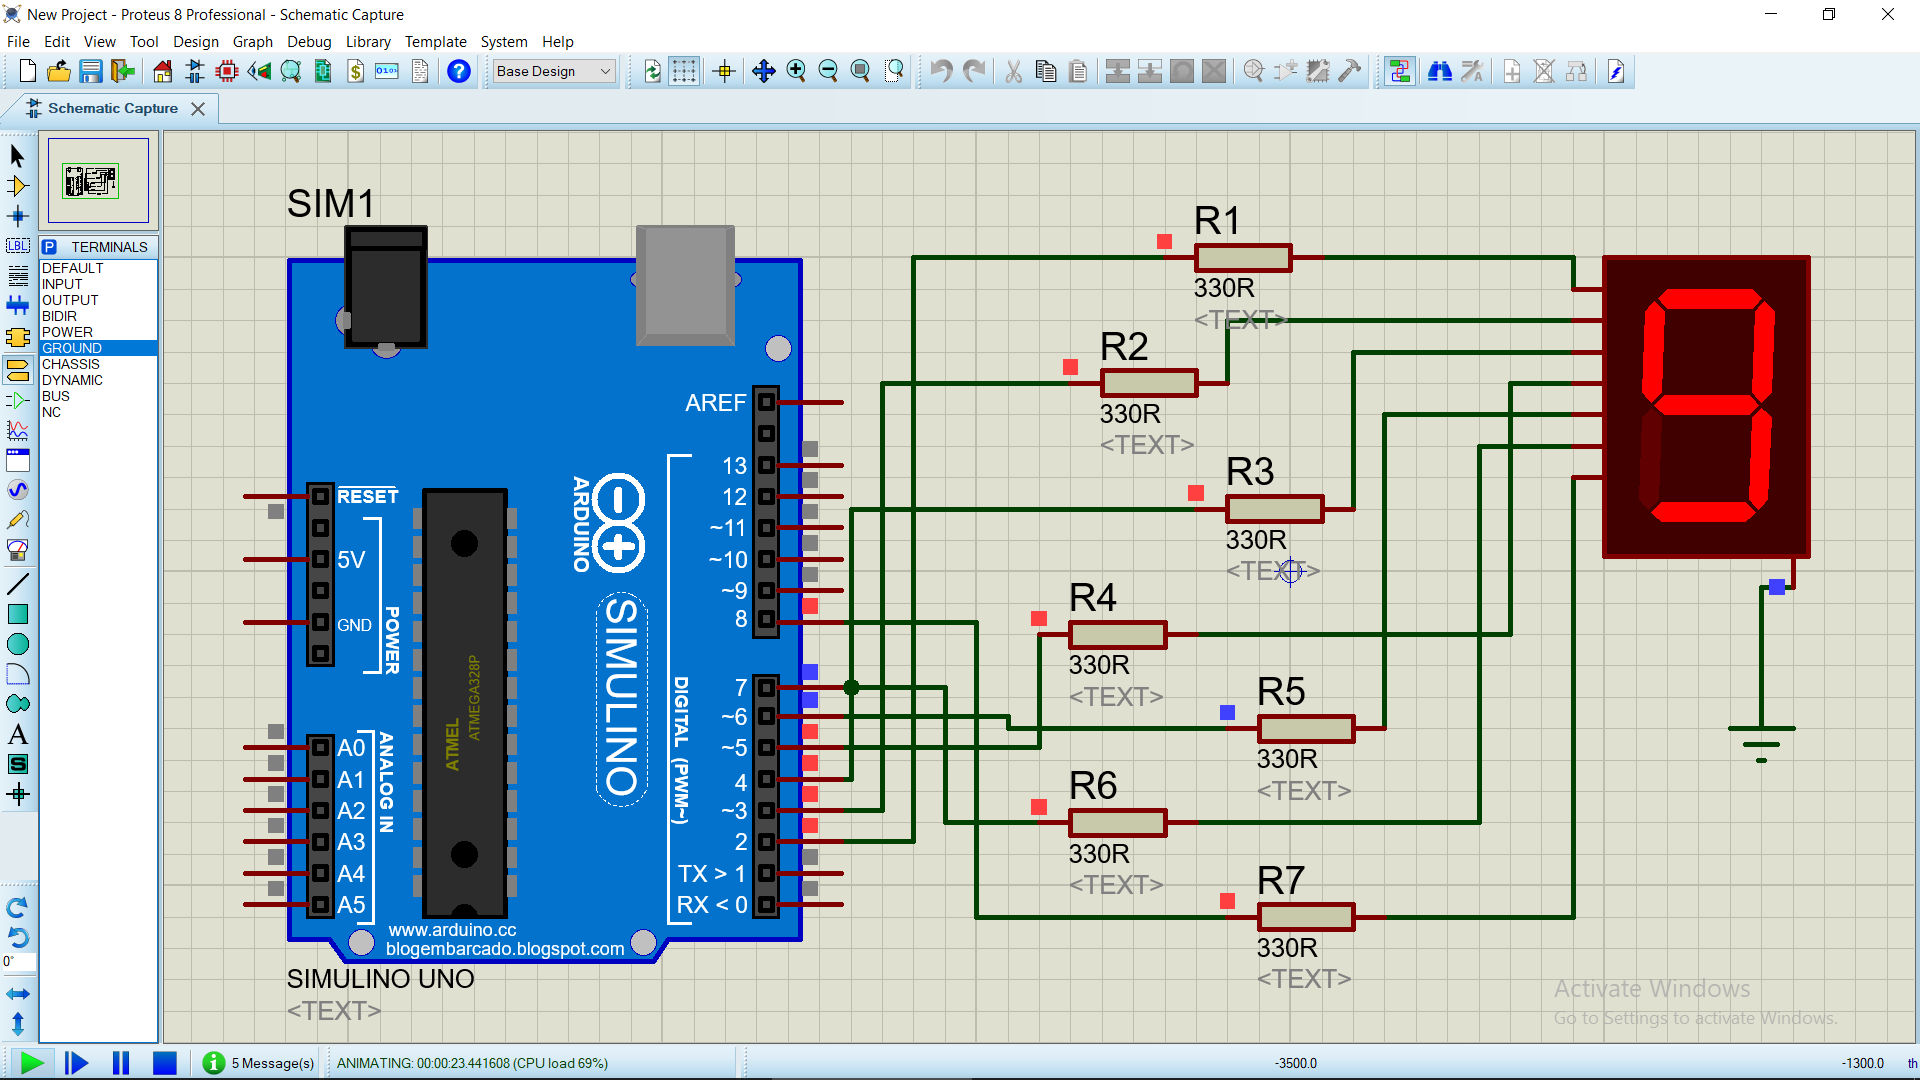 New Project - Proteus 8 Professional - Schematic Capture
File Edit View Tool Design Graph Debug Library Template System Help
Base Design
Schematic Capture
LBL
P TERMINALS
DEFAULT
INPUT
OUTPUT
BIDIR
POWER
GROUND
CHASSIS
DYNAMIC
BUS
NC
A
S
0°
SIM1
AREF
13
12
~11
~10
~9
8
7
~6
~5
4
~3
2
TX > 1
RX < 0
DIGITAL (PWM~)
ARDUINO
SIMULINO
RESET
5V
GND
POWER
A0
A1
A2
A3
A4
A5
ANALOG IN
ATMEL
ATMEGA328P
www.arduino.cc
blogembarcado.blogspot.com
SIMULINO UNO
<TEXT>
R1
330R
<TEXT>
R2
330R
<TEXT>
R3
330R
<TEXT>
R4
330R
<TEXT>
R5
330R
<TEXT>
R6
330R
<TEXT>
R7
330R
<TEXT>
9
Activate Windows
Go to Settings to activate Windows.
5 Message(s)
ANIMATING: 00:00:23.441608 (CPU load 69%)
-3500.0
-1300.0
th